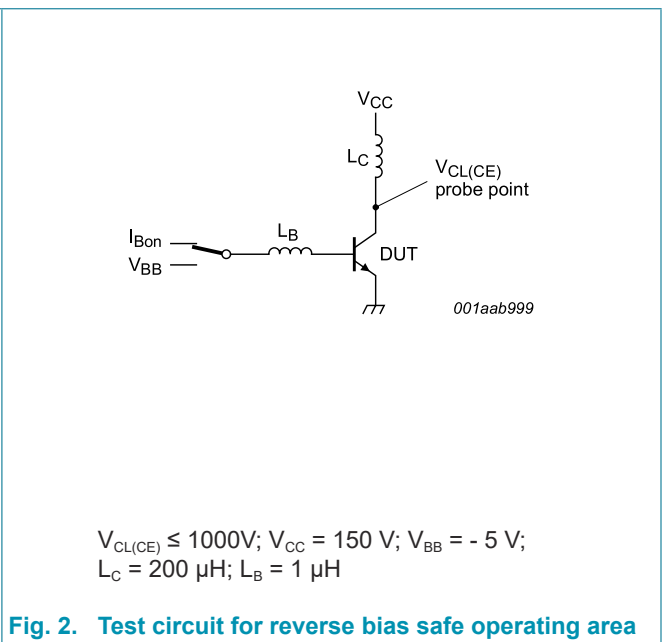 VCC
LC
VCL(CE)
probe point
LB
IBon
VBB
DUT
001aab999
VCL(CE) ≤ 1000V; VCC = 150 V; VBB = - 5 V;
LC = 200 μH; LB = 1 μH
Fig. 2. Test circuit for reverse bias safe operating area